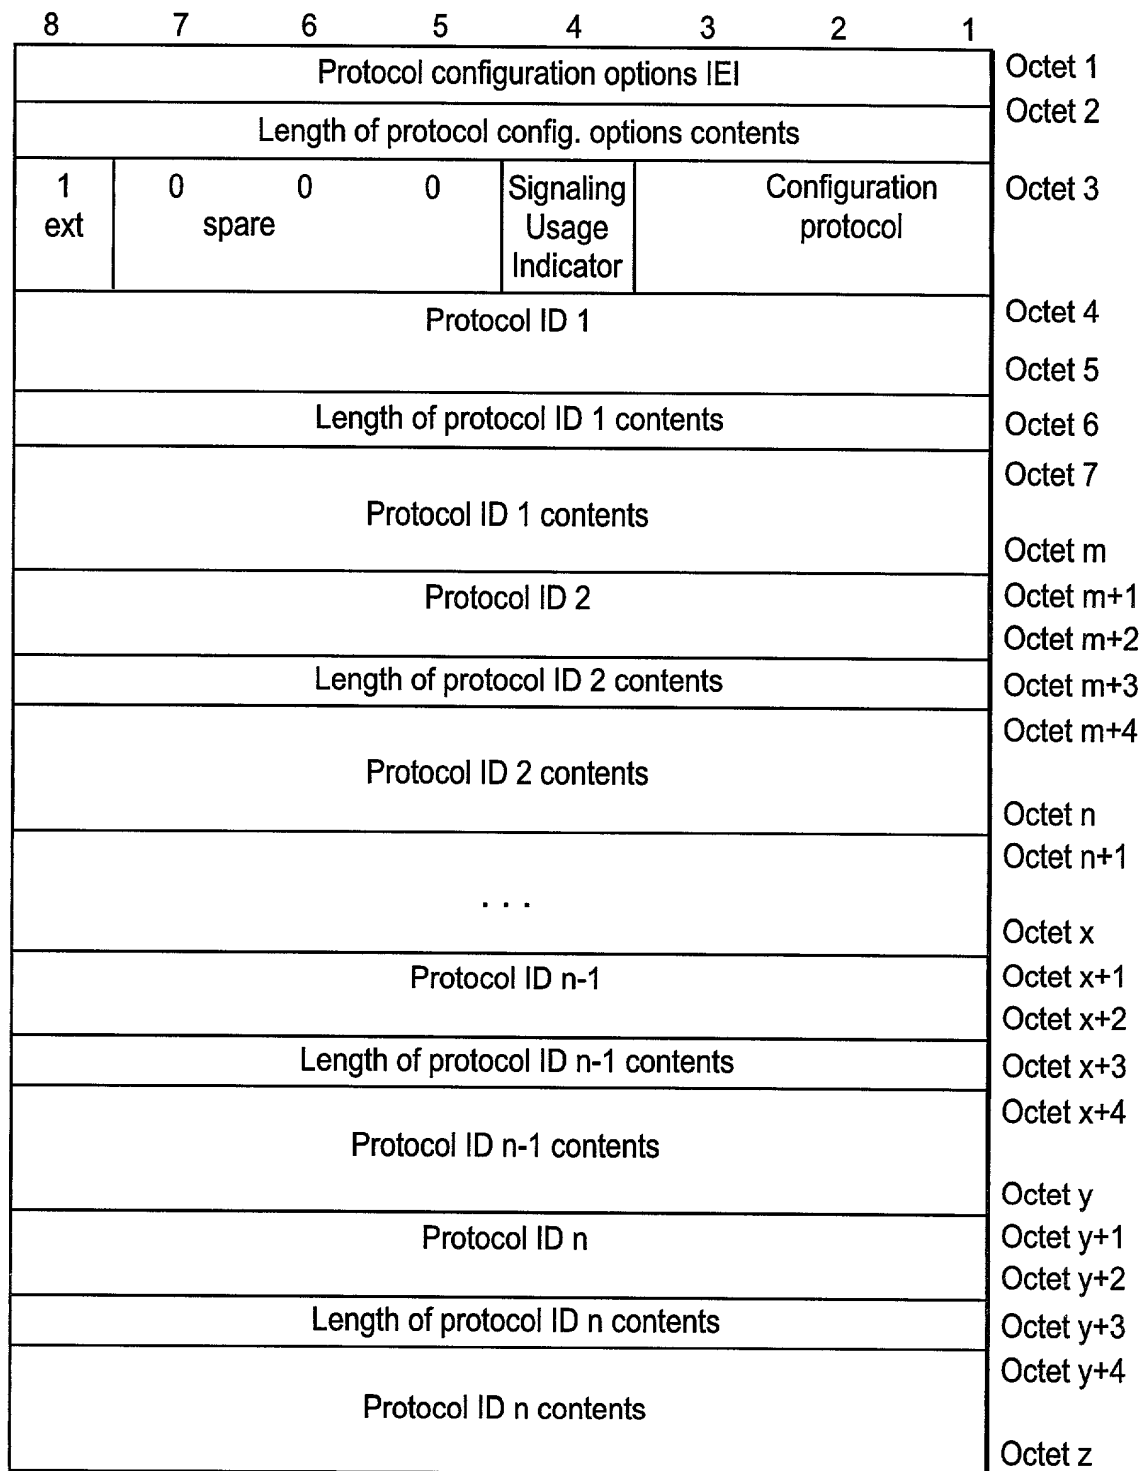 8 7 6 5 4 3 2 1
Protocol configuration options IEI Octet 1
Length of protocol config. options contents Octet 2
1 0 0 0 Signaling Configuration Octet 3
ext spare Usage protocol
Indicator
Protocol ID 1 Octet 4
Octet 5
Length of protocol ID 1 contents Octet 6
Octet 7
Protocol ID 1 contents
Octet m
Protocol ID 2 Octet m+1
Octet m+2
Length of protocol ID 2 contents Octet m+3
Octet m+4
Protocol ID 2 contents
Octet n
Octet n+1
. . .
Octet x
Protocol ID n-1 Octet x+1
Octet x+2
Length of protocol ID n-1 contents Octet x+3
Octet x+4
Protocol ID n-1 contents
Octet y
Protocol ID n Octet y+1
Octet y+2
Length of protocol ID n contents Octet y+3
Octet y+4
Protocol ID n contents
Octet z